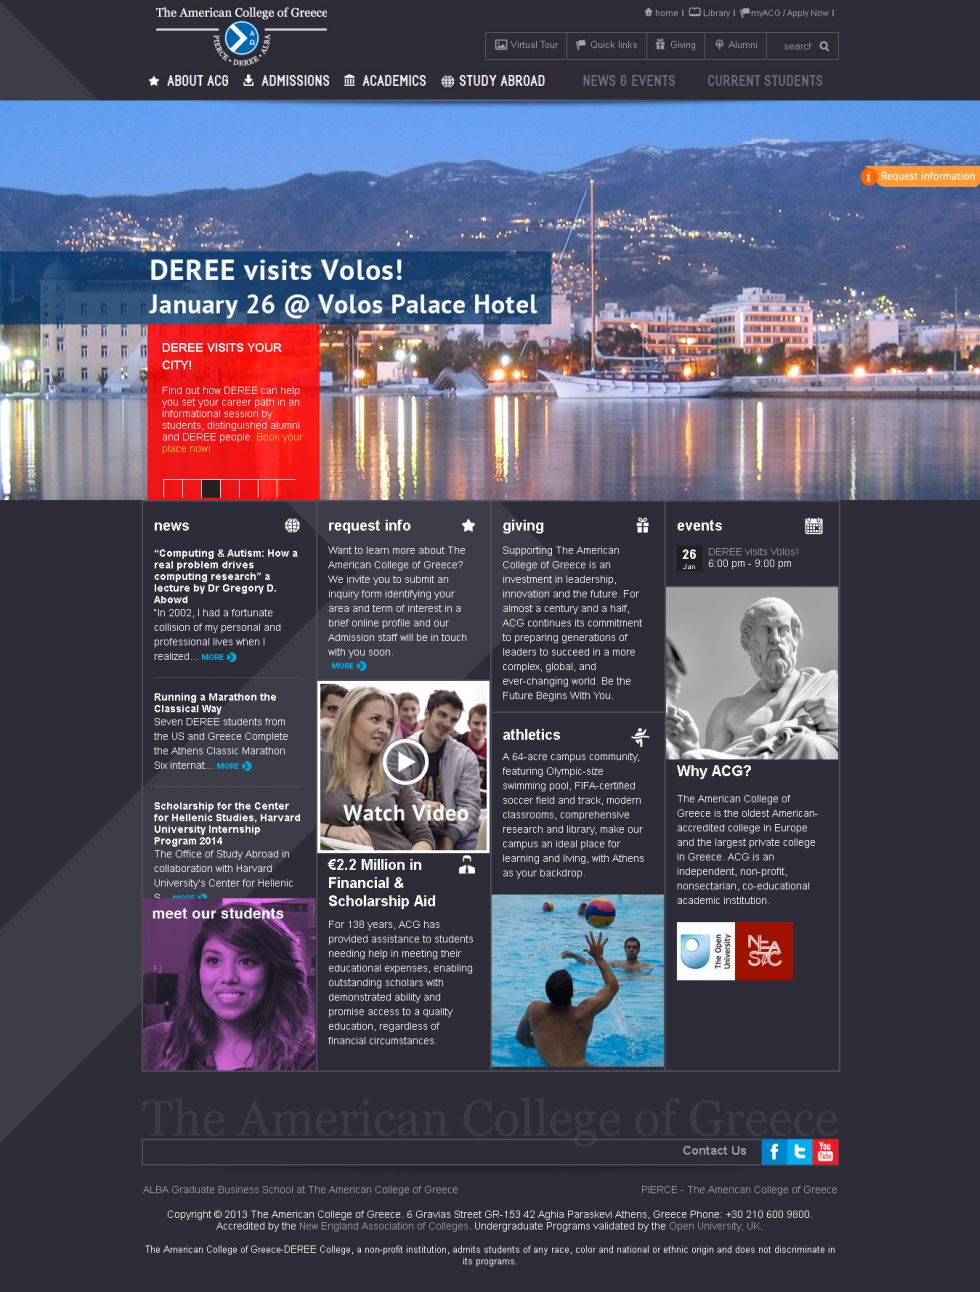 The American College of Greece
PIERCE • DEREE • ALBA
home | Library | myACG / Apply Now |
Virtual Tour Quick links Giving Alumni search
ABOUT ACG ADMISSIONS ACADEMICS STUDY ABROAD NEWS & EVENTS CURRENT STUDENTS
Request information
DEREE visits Volos!
January 26 @ Volos Palace Hotel
DEREE VISITS YOUR
CITY!
Find out how DEREE can help
you set your career path in an
informational session by
students, distinguished alumni
and DEREE people. Book your
place now!
news
“Computing & Autism: How a
real problem drives
computing research” a
lecture by Dr Gregory D.
Abowd
"In 2002, I had a fortunate
collision of my personal and
professional lives when I
realized... MORE
Running a Marathon the
Classical Way
Seven DEREE students from
the US and Greece Complete
the Athens Classic Marathon
Six internat... MORE
Scholarship for the Center
for Hellenic Studies, Harvard
University Internship
Program 2014
The Office of Study Abroad in
collaboration with Harvard
University's Center for Hellenic
S... MORE
meet our students
request info
Want to learn more about The
American College of Greece?
We invite you to submit an
inquiry form identifying your
area and term of interest in a
brief online profile and our
Admission staff will be in touch
with you soon.
MORE
Watch Video
€2.2 Million in
Financial &
Scholarship Aid
For 138 years, ACG has
provided assistance to students
needing help in meeting their
educational expenses, enabling
outstanding scholars with
demonstrated ability and
promise access to a quality
education, regardless of
financial circumstances.
giving
Supporting The American
College of Greece is an
investment in leadership,
innovation and the future. For
almost a century and a half,
ACG continues its commitment
to preparing generations of
leaders to succeed in a more
complex, global, and
ever-changing world. Be the
Future Begins With You.
athletics
A 64-acre campus community,
featuring Olympic-size
swimming pool, FIFA-certified
soccer field and track, modern
classrooms, comprehensive
research and library, make our
campus an ideal place for
learning and living, with Athens
as your backdrop.
events
26
Jan
DEREE visits Volos!
6:00 pm - 9:00 pm
Why ACG?
The American College of
Greece is the oldest American-
accredited college in Europe
and the largest private college
in Greece. ACG is an
independent, non-profit,
nonsectarian, co-educational
academic institution.
The Open
University
NEASC
The American College of Greece
Contact Us
You
Tube
ALBA Graduate Business School at The American College of Greece
PIERCE - The American College of Greece
Copyright © 2013 The American College of Greece. 6 Gravias Street GR-153 42 Aghia Paraskevi Athens, Greece Phone: +30 210 600 9800.
Accredited by the New England Association of Colleges. Undergraduate Programs validated by the Open University, UK.
The American College of Greece-DEREE College, a non-profit institution, admits students of any race, color and national or ethnic origin and does not discriminate in
its programs.